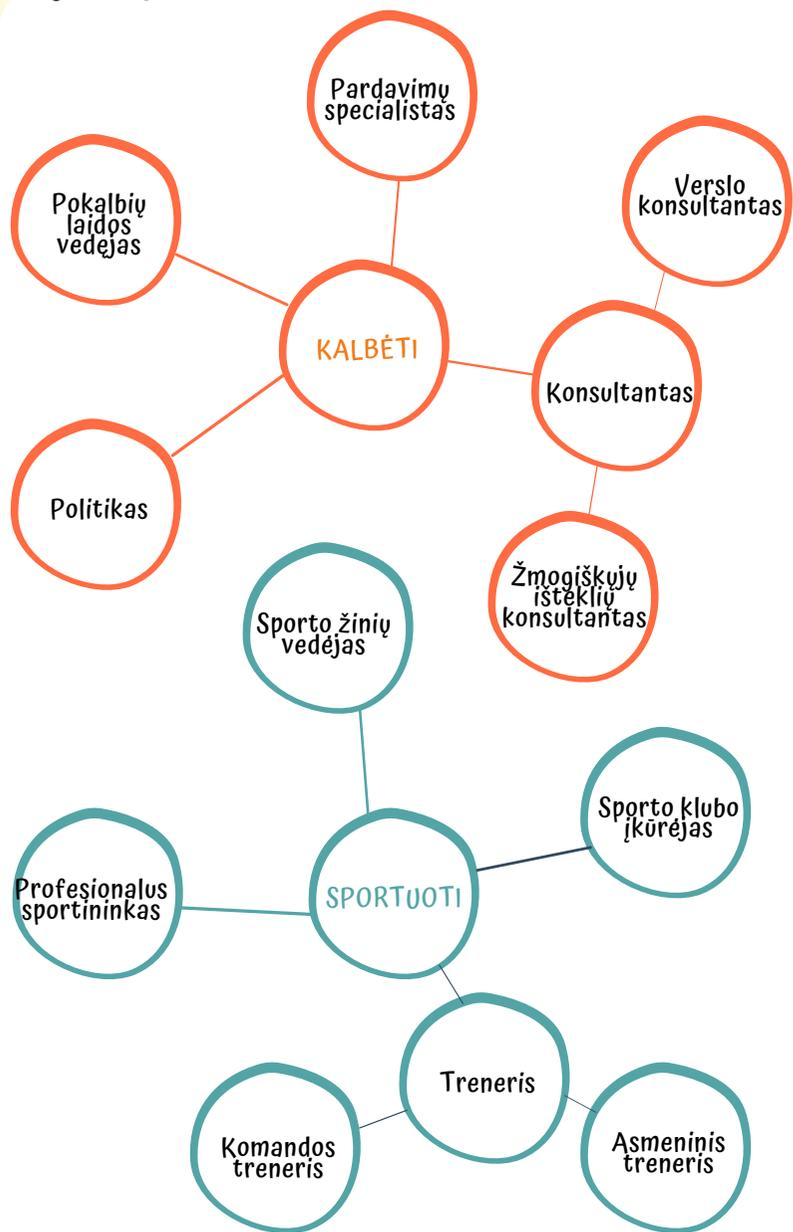 Pardavimų
specialistas
Pokalbių
laidos
vedėjas
Verslo
konsultantas
KALBĖTI
Konsultantas
Politikas
Žmogiškųjų
išteklių
konsultantas
Sporto žinių
vedėjas
Sporto klubo
įkūrėjas
Profesionalus
sportininkas
SPORTUOTI
Treneris
Komandos
treneris
Asmeninis
treneris